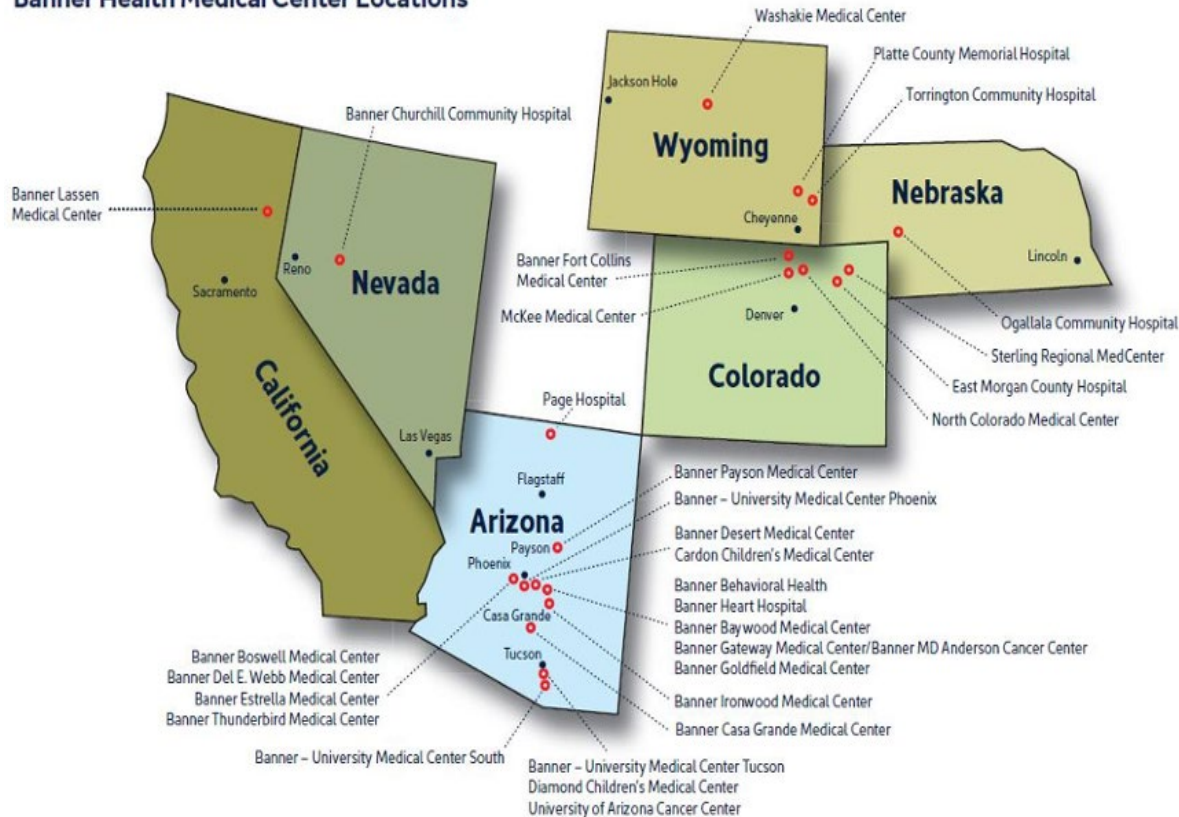 Banner Health Medical Center Locations
Washakie Medical Center
Platte County Memorial Hospital
Torrington Community Hospital
Jackson Hole
Wyoming
Cheyenne
Nebraska
Lincoln
Banner Churchill Community Hospital
Banner Lassen
Medical Center
Reno
Nevada
Sacramento
California
Las Vegas
Banner Fort Collins
Medical Center
McKee Medical Center
Denver
Colorado
Ogallala Community Hospital
Sterling Regional MedCenter
East Morgan County Hospital
North Colorado Medical Center
Page Hospital
Flagstaff
Arizona
Payson
Phoenix
Casa Grande
Tucson
Banner Payson Medical Center
Banner – University Medical Center Phoenix
Banner Desert Medical Center
Cardon Children's Medical Center
Banner Behavioral Health
Banner Heart Hospital
Banner Baywood Medical Center
Banner Gateway Medical Center/Banner MD Anderson Cancer Center
Banner Goldfield Medical Center
Banner Ironwood Medical Center
Banner Casa Grande Medical Center
Banner Boswell Medical Center
Banner Del E. Webb Medical Center
Banner Estrella Medical Center
Banner Thunderbird Medical Center
Banner – University Medical Center South
Banner – University Medical Center Tucson
Diamond Children's Medical Center
University of Arizona Cancer Center